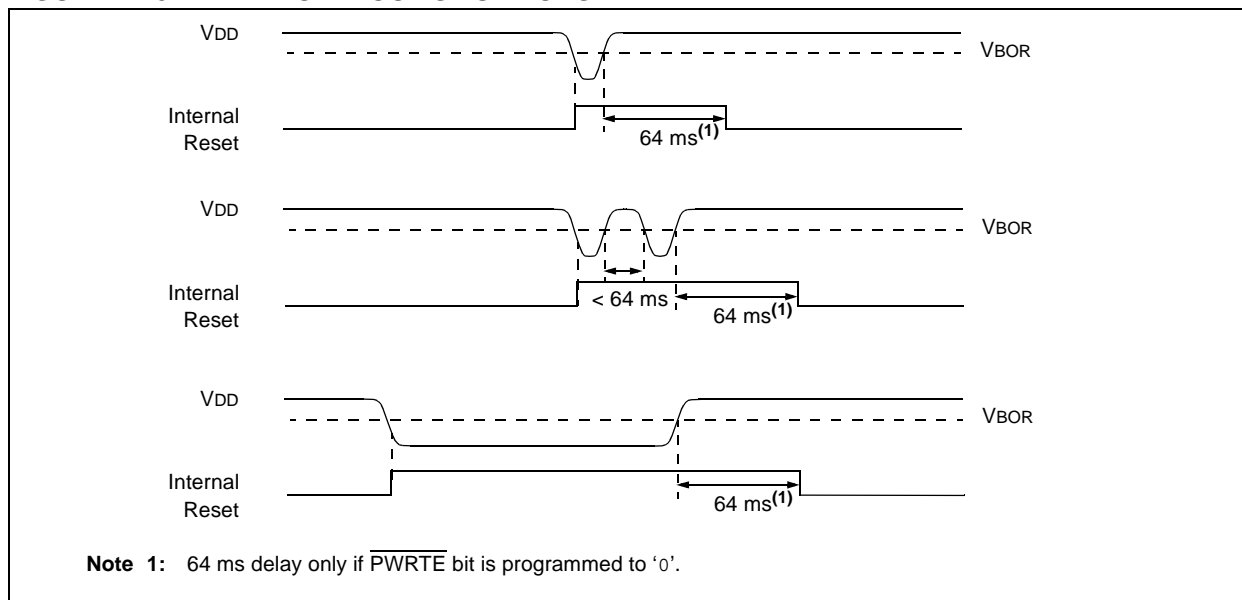 VDD
VBOR
Internal
Reset
64 ms(1)
VDD
VBOR
Internal
Reset
< 64 ms
64 ms(1)
VDD
VBOR
Internal
Reset
64 ms(1)
Note 1: 64 ms delay only if PWRTE bit is programmed to ‘0’.